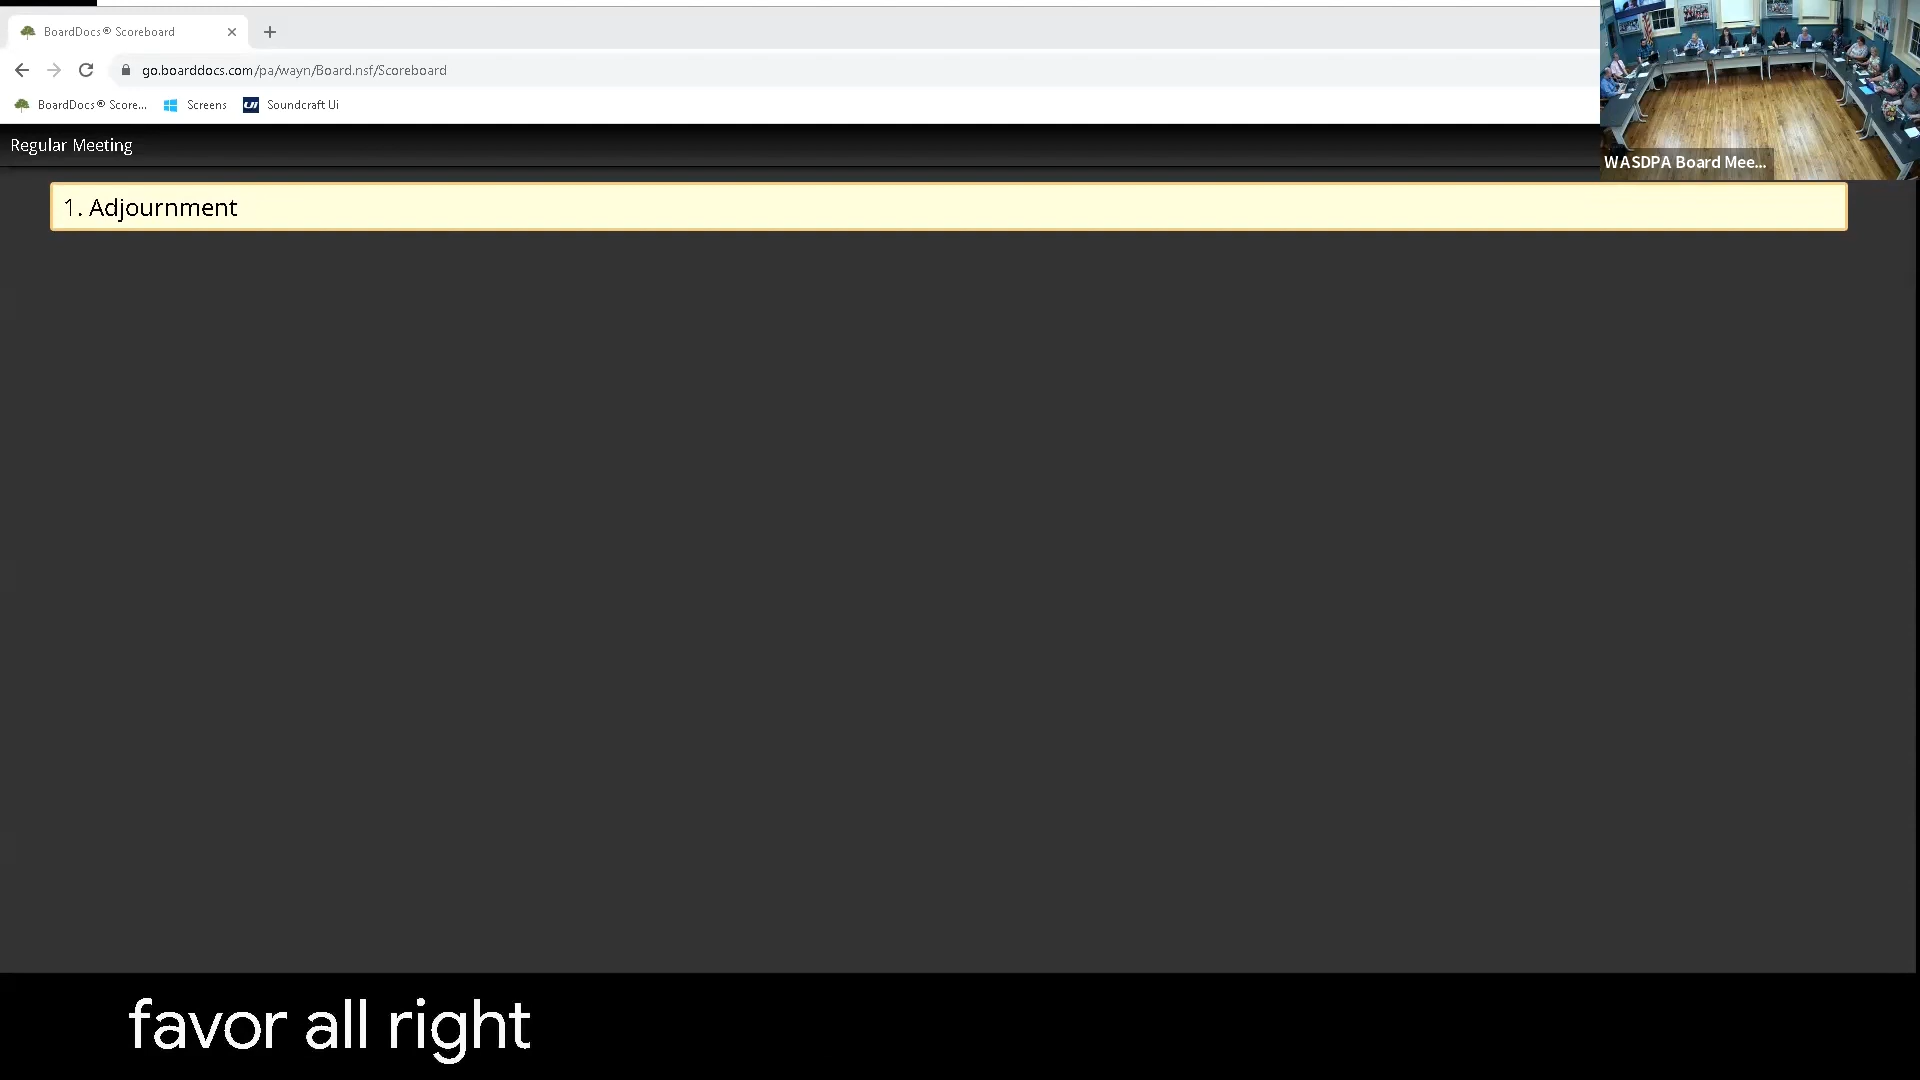 BoardDocs® Scoreboard
go.boarddocs.com/pa/wayn/Board.nsf/Scoreboard
BoardDocs® Score... Screens Soundcraft Ui
Regular Meeting
WASDPA Board Mee...
1. Adjournment
favor all right